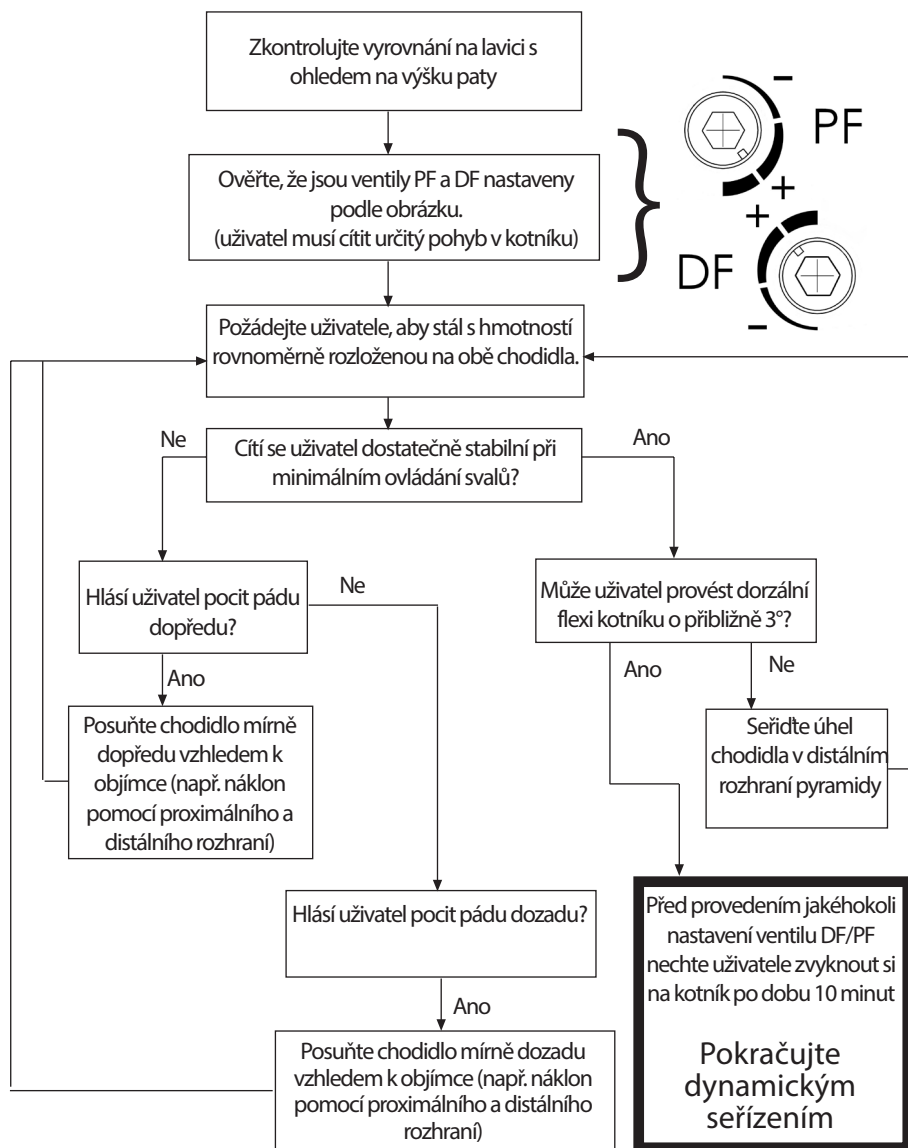 Zkontrolujte vyrovnání na lavici s
ohledem na výšku paty
Ověřte, že jsou ventily PF a DF nastaveny
podle obrázku.
(uživatel musí cítit určitý pohyb v kotníku)
–
PF
+
+
DF
–
Požádejte uživatele, aby stál s hmotností
rovnoměrně rozloženou na obě chodidla.
Ne
Cítí se uživatel dostatečně stabilní při
minimálním ovládání svalů?
Ano
Hlásí uživatel pocit pádu
dopředu?
Ne
Může uživatel provést dorzální
flexi kotníku o přibližně 3°?
Ano
Ano
Ne
Posuňte chodidlo mírně
dopředu vzhledem k
objímce (např. náklon
pomocí proximálního a
distálního rozhraní)
Seřiďte úhel
chodidla v distálním
rozhraní pyramidy
Hlásí uživatel pocit pádu dozadu?
Ano
Posuňte chodidlo mírně dozadu
vzhledem k objímce (např. náklon
pomocí proximálního a distálního
rozhraní)
Před provedením jakéhokoli
nastavení ventilu DF/PF
nechte uživatele zvyknout si
na kotník po dobu 10 minut
Pokračujte
dynamickým
seřízením